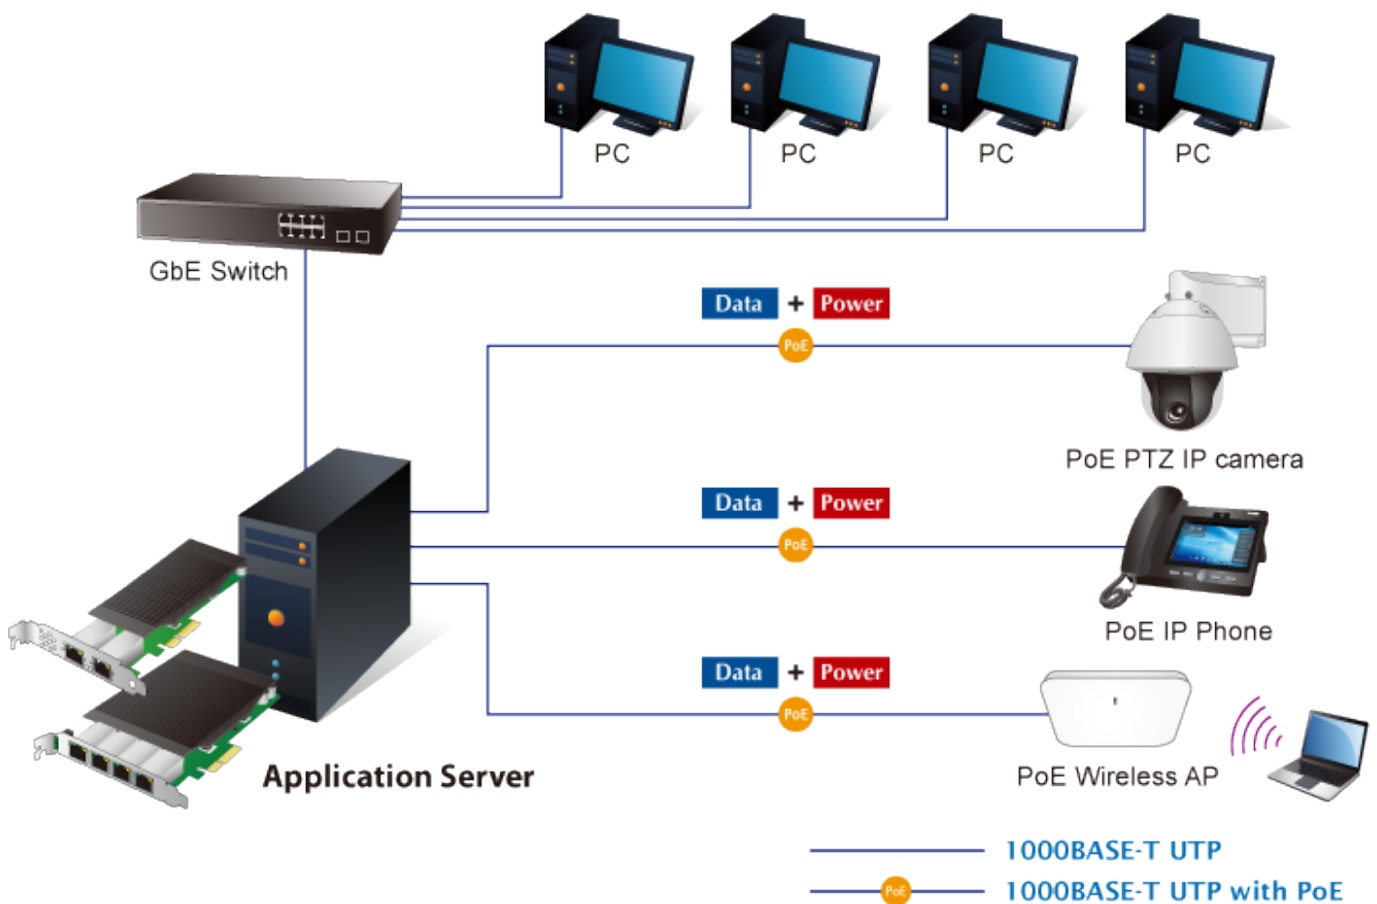 PC
PC
PC
PC
GbE Switch
Data + Power
PoE
PoE PTZ IP camera
Data + Power
PoE
PoE IP Phone
Data + Power
PoE
PoE Wireless AP
Application Server
1000BASE-T UTP
PoE
1000BASE-T UTP with PoE